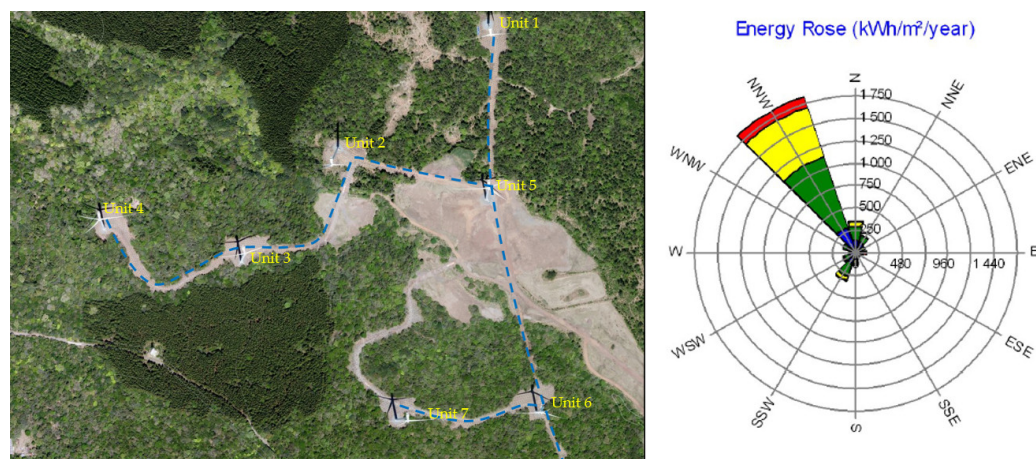 Unit 1
Unit 2
Unit 5
Unit 4
Unit 3
Unit 7
Unit 6
Energy Rose (kWh/m²/year)
N
NNE
ENE
E
ESE
SSE
S
SSW
WSW
W
WNW
NNW
1 750
1 500
1 250
1 000
750
500
250
0
480
960
1 440